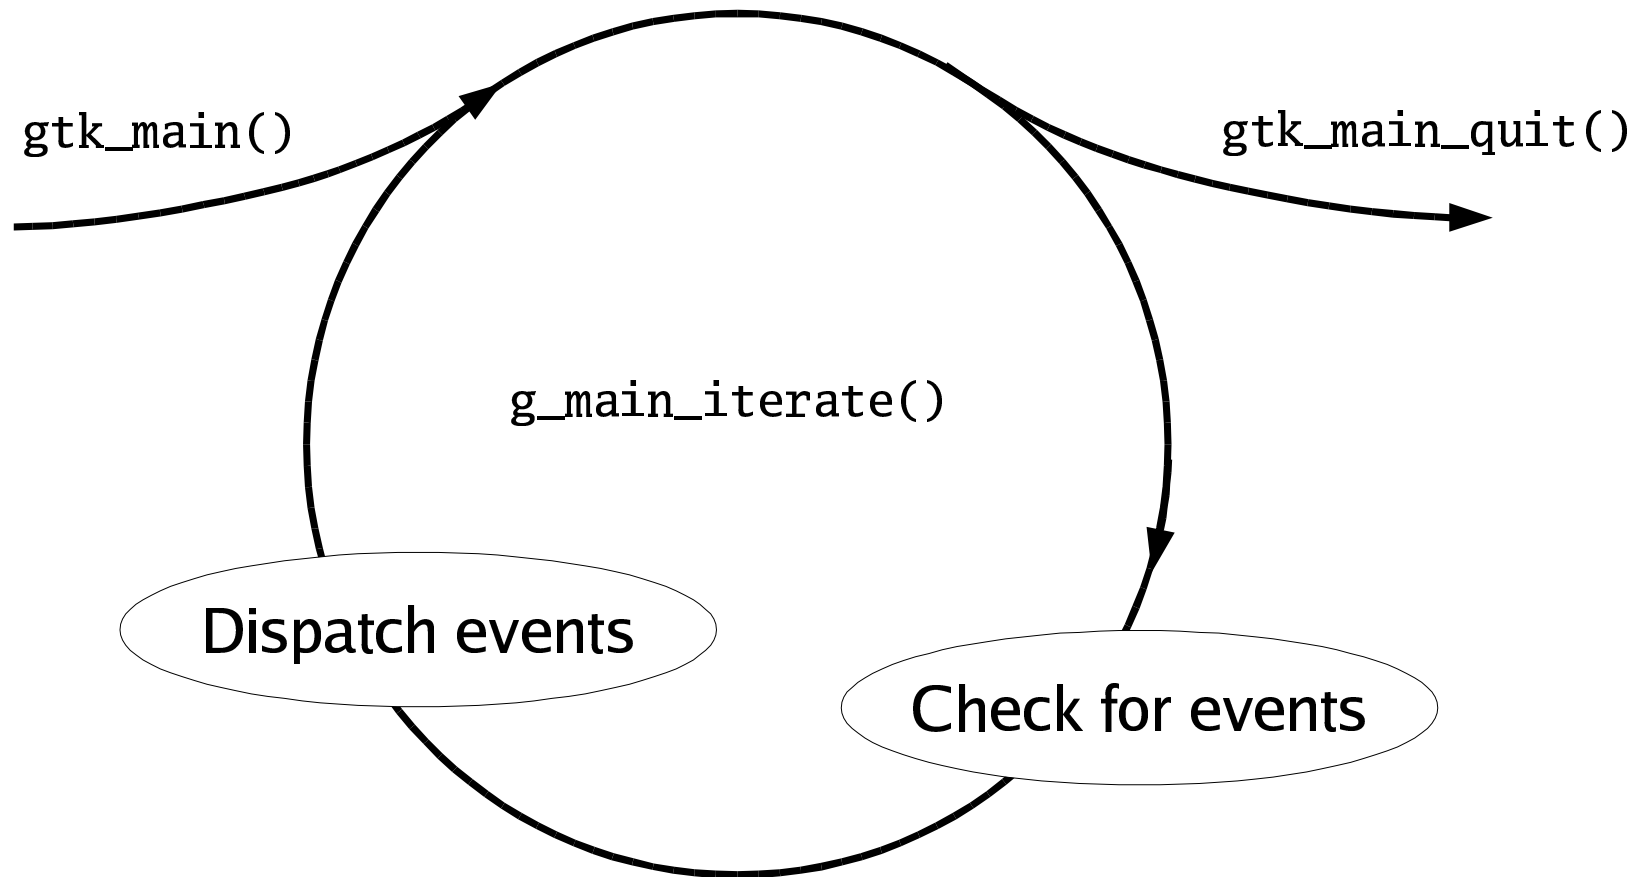 gtk_main()
gtk_main_quit()
g_main_iterate()
Dispatch events
Check for events